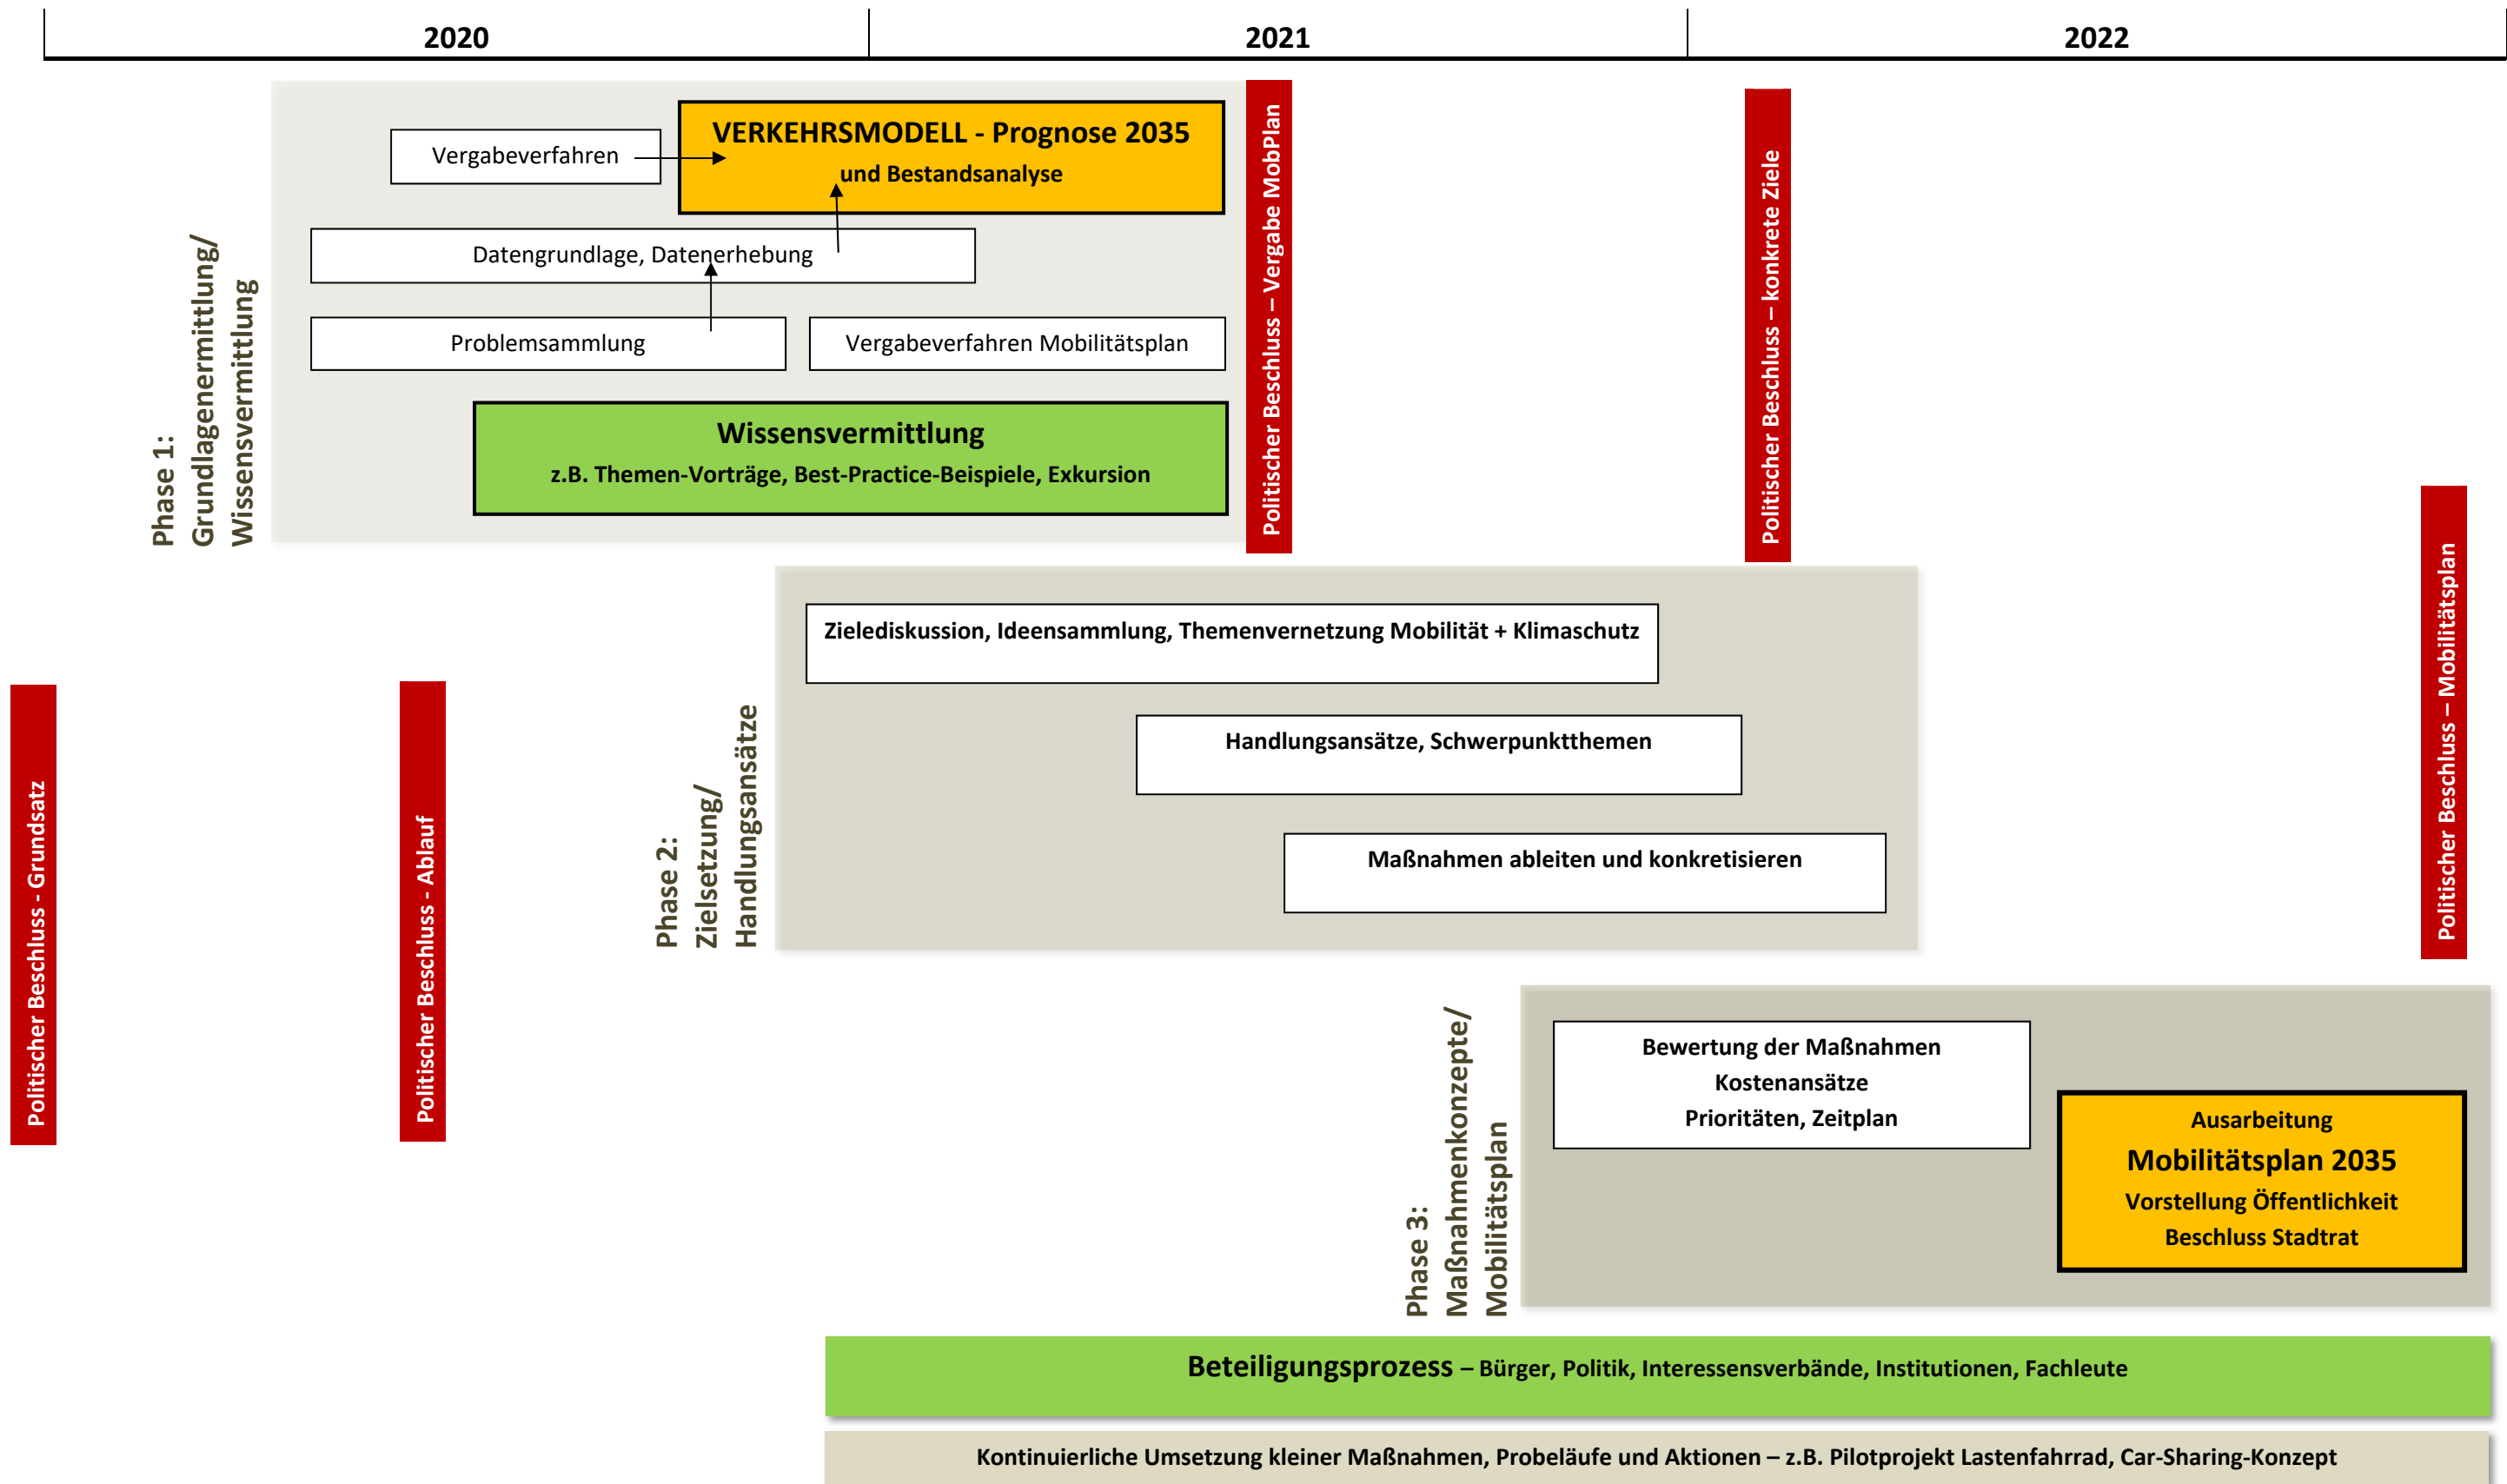 2020
2021
2022
Phase 1:
Grundlagenermittlung/
Wissensvermittlung
Vergabeverfahren
VERKEHRSMODELL - Prognose 2035
und Bestandsanalyse
Datengrundlage, Datenerhebung
Problemsammlung
Vergabeverfahren Mobilitätsplan
Wissensvermittlung
z.B. Themen-Vorträge, Best-Practice-Beispiele, Exkursion
Politischer Beschluss – Vergabe MobPlan
Politischer Beschluss – konkrete Ziele
Politischer Beschluss – Mobilitätsplan
Politischer Beschluss - Grundsatz
Politischer Beschluss - Ablauf
Phase 2:
Zielsetzung/
Handlungsansätze
Zielediskussion, Ideensammlung, Themenvernetzung Mobilität + Klimaschutz
Handlungsansätze, Schwerpunktthemen
Maßnahmen ableiten und konkretisieren
Phase 3:
Maßnahmenkonzepte/
Mobilitätsplan
Bewertung der Maßnahmen
Kostenansätze
Prioritäten, Zeitplan
Ausarbeitung
Mobilitätsplan 2035
Vorstellung Öffentlichkeit
Beschluss Stadtrat
Beteiligungsprozess – Bürger, Politik, Interessensverbände, Institutionen, Fachleute
Kontinuierliche Umsetzung kleiner Maßnahmen, Probeläufe und Aktionen – z.B. Pilotprojekt Lastenfahrrad, Car-Sharing-Konzept